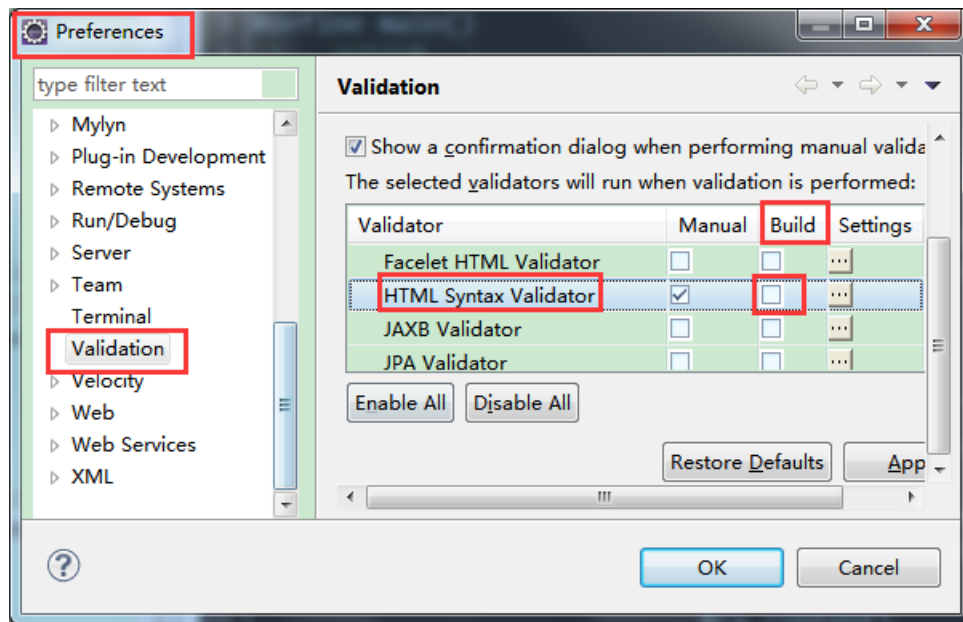 Preferences
type filter text
Validation
Mylyn
Plug-in Development
Remote Systems
Run/Debug
Server
Team
Terminal
Validation
Velocity
Web
Web Services
XML
Show a confirmation dialog when performing manual valida
The selected validators will run when validation is performed:
Validator Manual Build Settings
Facelet HTML Validator ...
HTML Syntax Validator ...
JAXB Validator ...
JPA Validator ...
Enable All Disable All
Restore Defaults App
OK Cancel